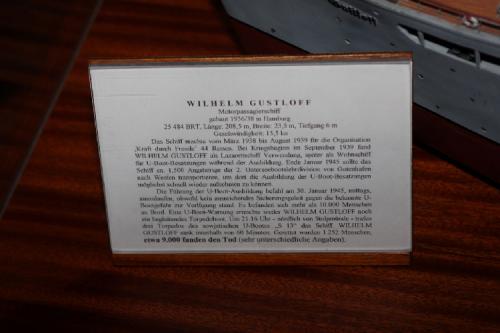 Gustloff
WILHELM GUSTLOFF
Motorpassagierschiff
gebaut 1936/38 in Hamburg
25 484 BRT, Länge: 208,5 m, Breite: 23,5 m, Tiefgang 6 m
Geschwindigkeit: 15,5 kn
Das Schiff machte vom März 1938 bis August 1939 für die Organisation
'Kraft durch Freude' 44 Reisen. Bei Kriegsbeginn im September 1939 fand
WILHELM GUSTLOFF als Lazarettschiff Verwendung, später als Wohnschiff
für U-Boot-Besatzungen während der Ausbildung. Ende Januar 1945 sollte das
Schiff ca. 1.500 Angehörige der 2. Unterseebootslehrdivision von Gotenhafen
nach Westen transportieren, um dort die Ausbildung der U-Boot-Besatzungen
möglichst schnell wieder aufnehmen zu können.
Die Führung der U-Boot-Ausbildung befahl am 30. Januar 1945, mittags,
auszulaufen, obwohl kein ausreichendes Sicherungsgeleit gegen die bekannte U-
Bootgefahr zur Verfügung stand. Es befanden sich mehr als 10.000 Menschen
an Bord. Eine U-Boot-Warnung erreichte weder WILHELM GUSTLOFF noch
ein begleitendes Torpedoboot. Um 21.16 Uhr - nördlich von Stolpmünde - trafen
drei Torpedos des sowjetischen U-Bootes „S 13" das Schiff. WILHELM
GUSTLOFF sank innerhalb von 60 Minuten. Gerettet wurden 1.252 Menschen,
etwa 9.000 fanden den Tod (sehr unterschiedliche Angaben).